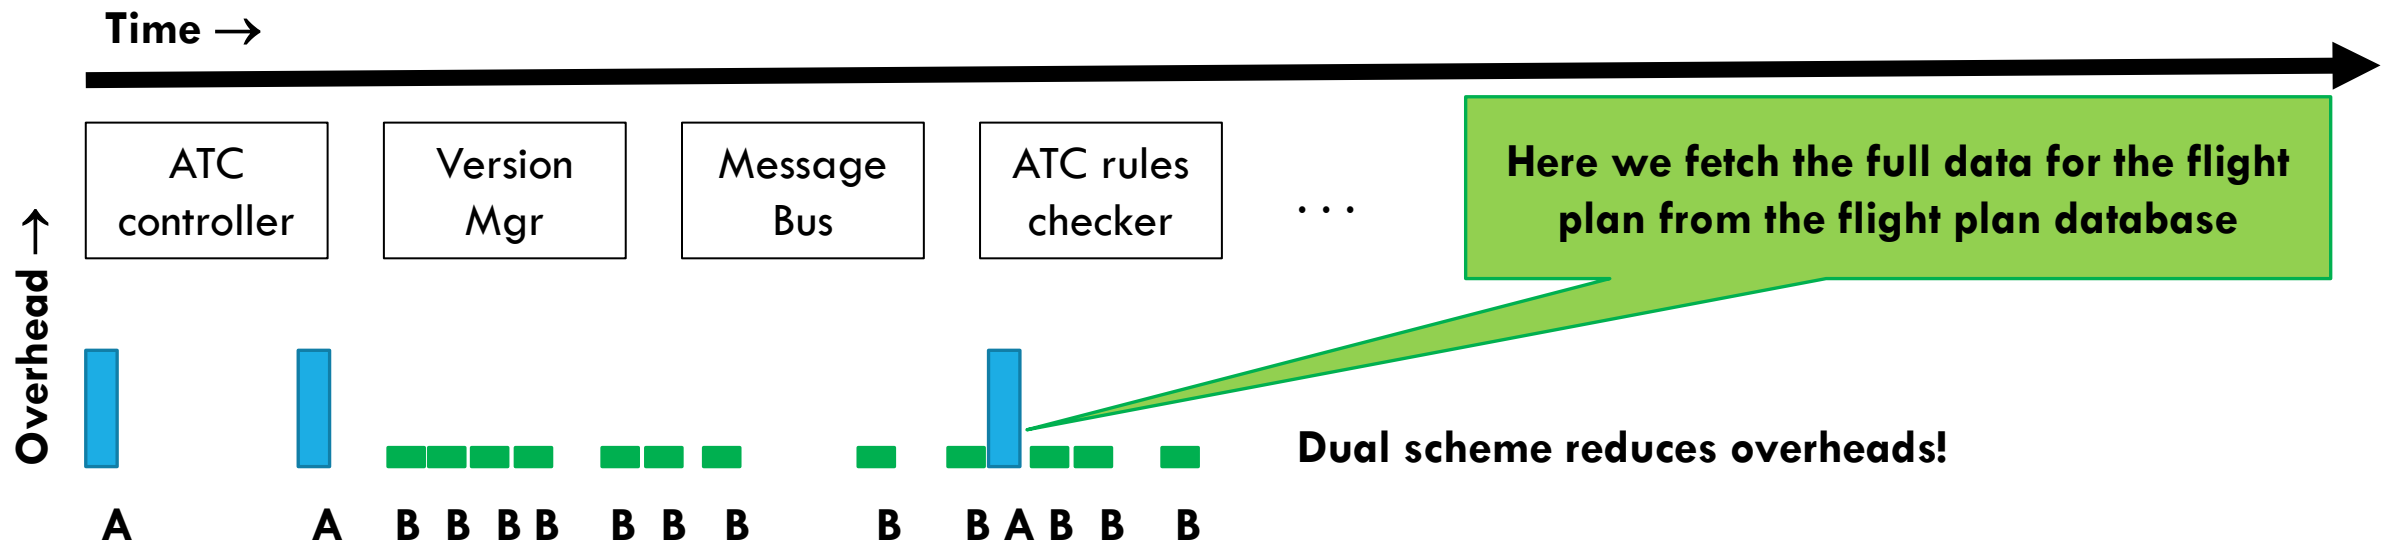 Time →
ATC
controller
Version
Mgr
Message
Bus
ATC rules
checker
. . .
Here we fetch the full data for the flight
plan from the flight plan database
Overhead →
Dual scheme reduces overheads!
A A B B B B B B B B B A B B B